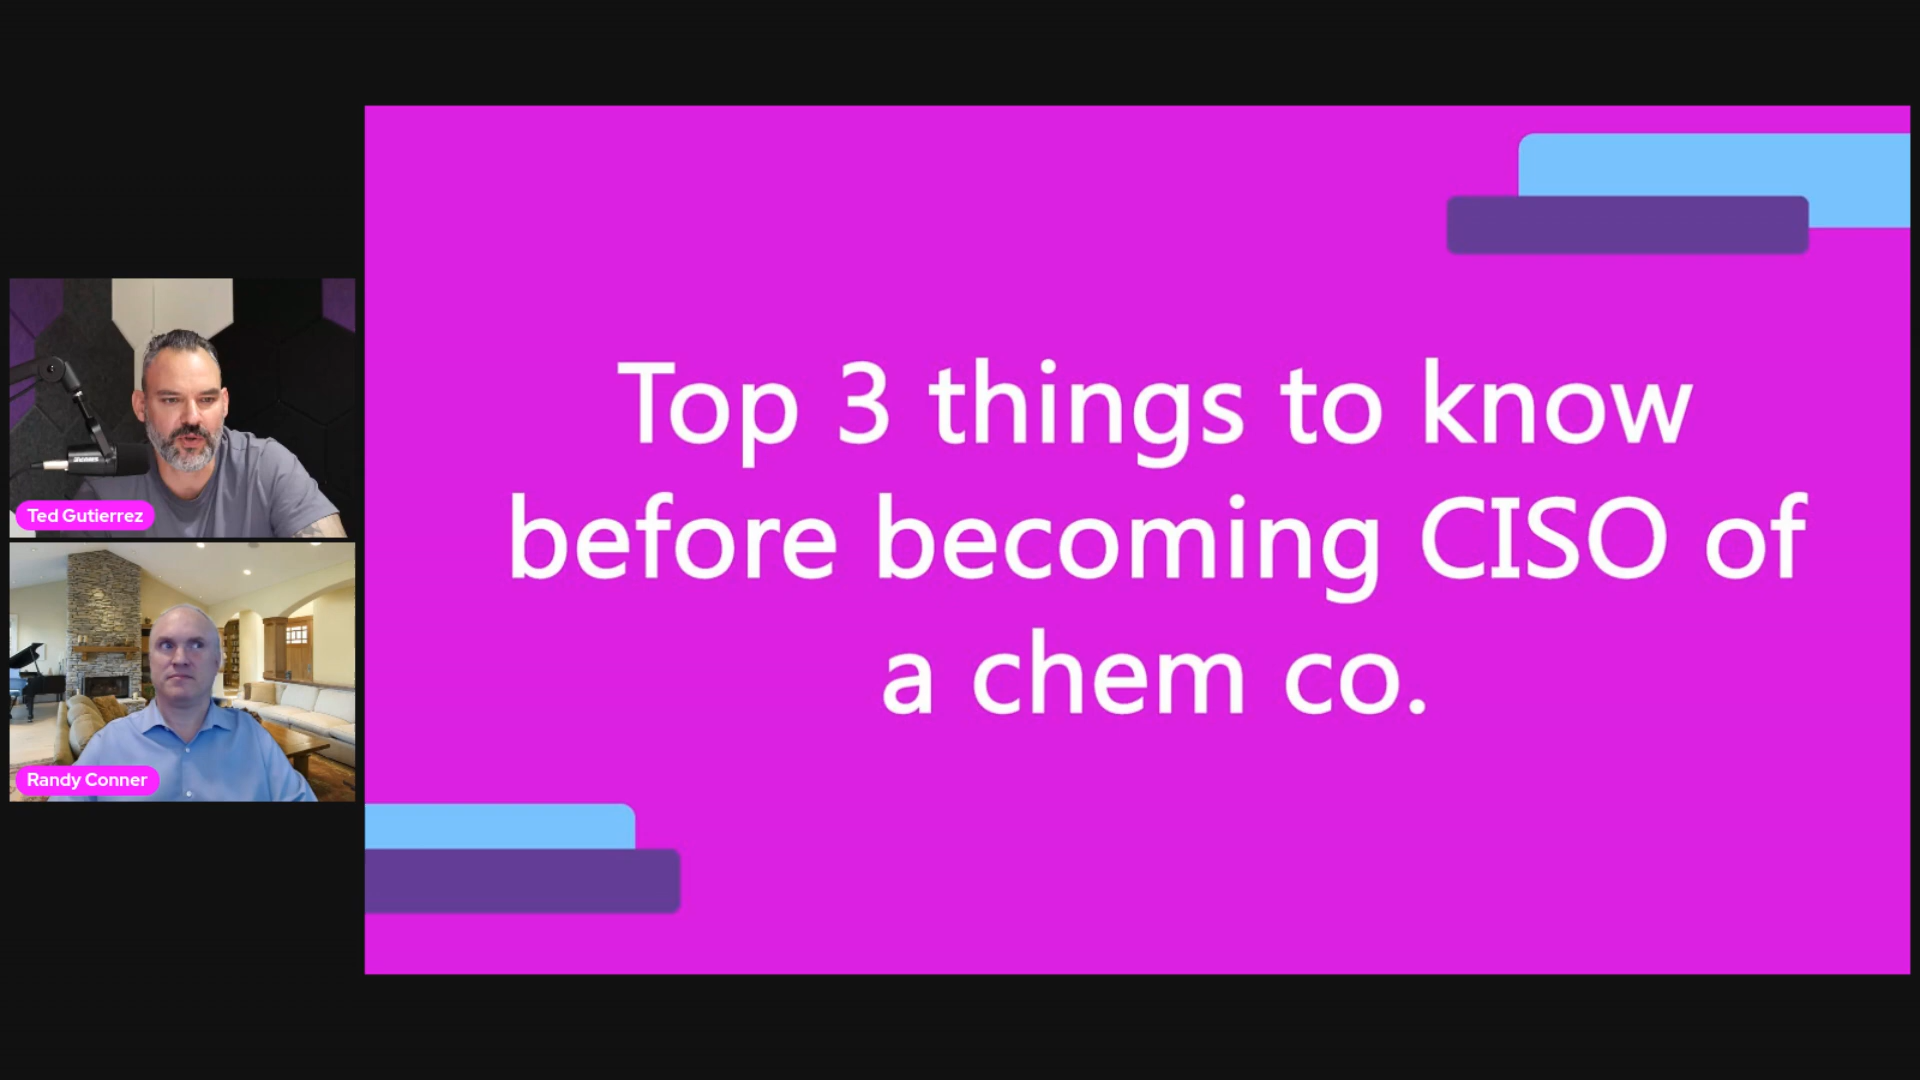 Top 3 things to know
before becoming CISO of
a chem co.
Ted Gutierrez
Randy Conner